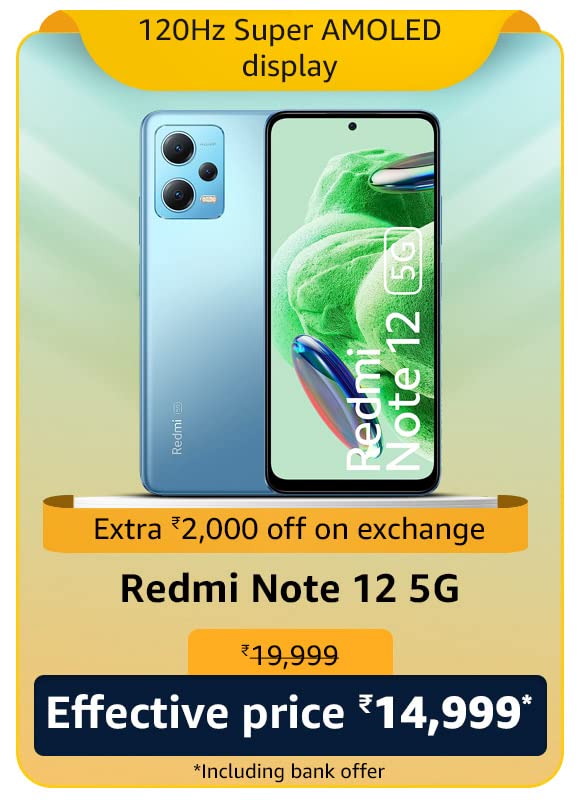 120Hz Super AMOLED
display
Redmi
Note 12 5G
Redmi 5G
Extra ₹2,000 off on exchange
Redmi Note 12 5G
₹19,999
Effective price ₹14,999*
*Including bank offer